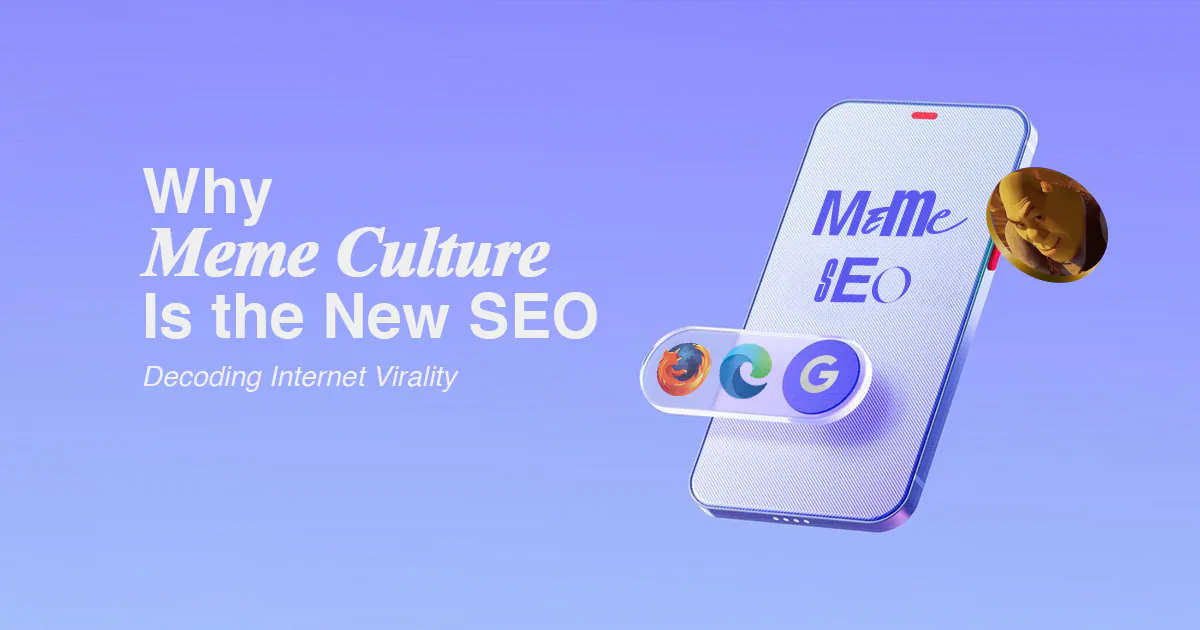 Why
Meme Culture
Is the New SEO
Decoding Internet Virality
MeMe
SEO
G